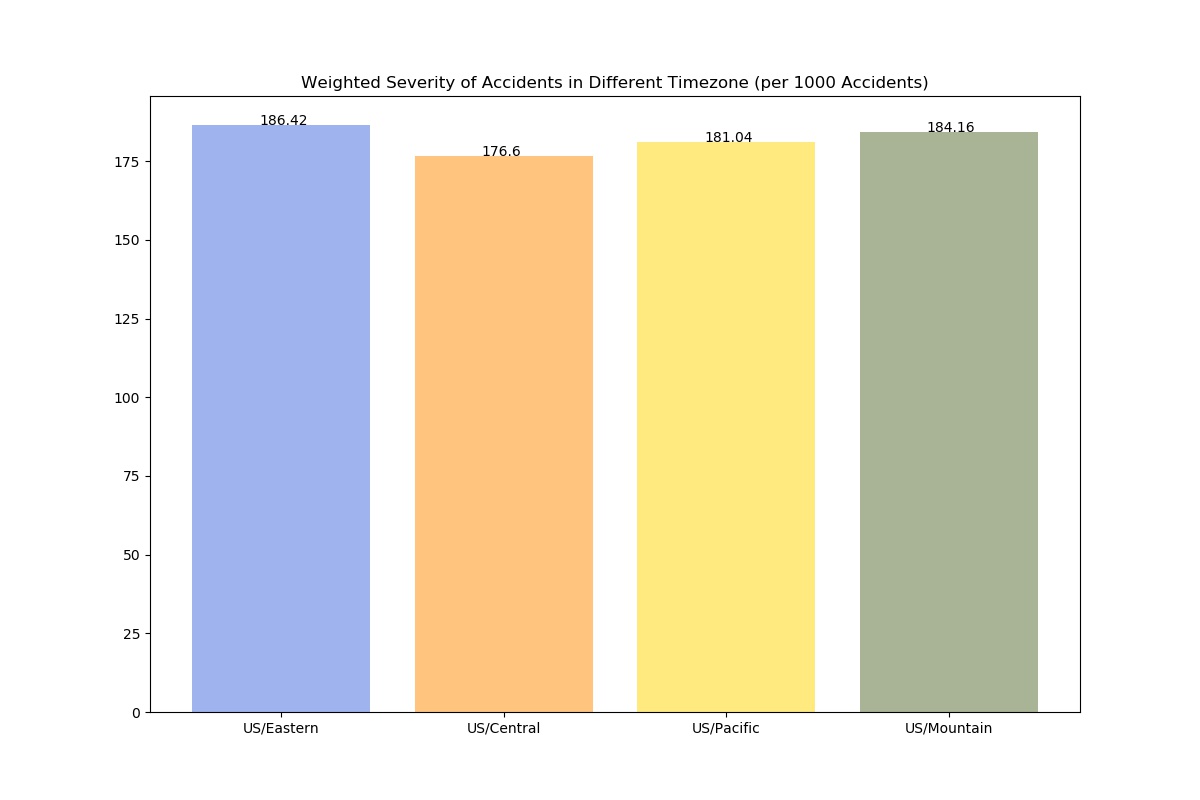 Weighted Severity of Accidents in Different Timezone (per 1000 Accidents)
186.42
176.6
181.04
184.16
175
150
125
100
75
50
25
0
US/Eastern
US/Central
US/Pacific
US/Mountain